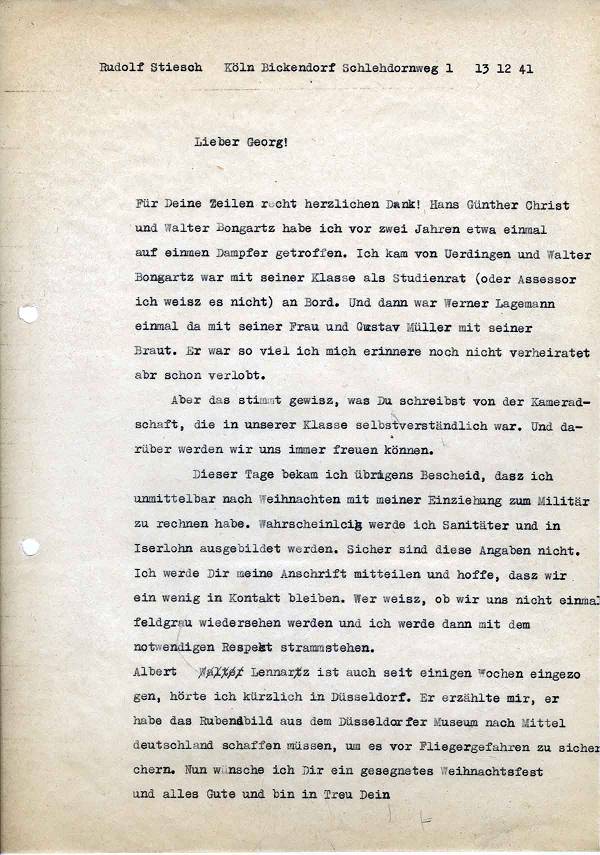 Rudolf Stiesch Köln Bickendorf Schlehdornweg 1 13 12 41
Lieber Georg!
Für Deine Zeilen recht herzlichen Dank! Hans Günther Christ
und Walter Bongartz habe ich vor zwei Jahren etwa einmal
auf einmen Dampfer getroffen. Ich kam von Uerdingen und Walter
Bongartz war mit seiner Klasse als Studienrat (oder Assessor
ich weisz es nicht) an Bord. Und dann war Werner Lagemann
einmal da mit seiner Frau und Gustav Müller mit seiner
Braut. Er war so viel ich mich erinnere noch nicht verheiratet
abr schon verlobt.
Aber das stimmt gewisz, was Du schreibst von der Kamerad-
schaft, die in unserer Klasse selbstverständlich war. Und da-
rüber werden wir uns immer freuen können.
Dieser Tage bekam ich übrigens Bescheid, dasz ich
unmittelbar nach Weihnachten mit meiner Einziehung zum Militär
zu rechnen habe. Wahrscheinlcig werde ich Sanitäter und in
Iserlohn ausgebildet werden. Sicher sind diese Angaben nicht.
Ich werde Dir meine Anschrift mitteilen und hoffe, dasz wir
ein wenig in Kontakt bleiben. Wer weisz, ob wir uns nicht einmal
feldgrau wiedersehen werden und ich werde dann mit dem
notwendigen Respekt strammstehen.
Albert Walter Lennartz ist auch seit einigen Wochen eingezo
gen, hörte ich kürzlich in Düsseldorf. Er erzählte mir, er
habe das Rubensbild aus dem Düsseldorfer Museum nach Mittel
deutschland schaffen müssen, um es vor Fliegergefahren zu sicher
chern. Nun wünsche ich Dir ein gesegnetes Weihnachtsfest
und alles Gute und bin in Treu Dein